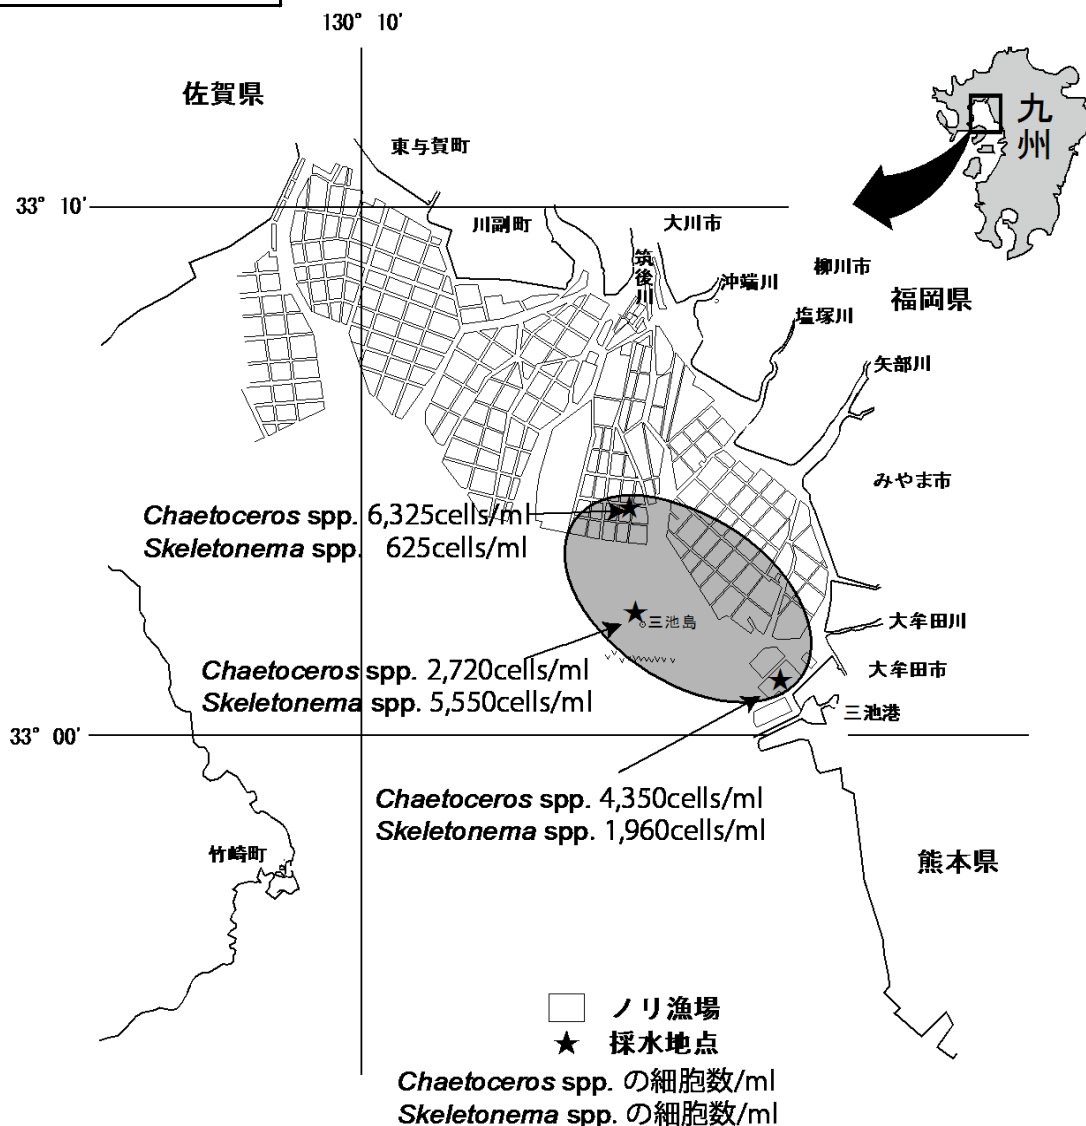 130° 10'
佐賀県
九
州
東与賀町
33° 10'
川副町
大川市
筑後川
沖端川
柳川市
福岡県
塩塚川
矢部川
みやま市
Chaetoceros spp. 6,325cells/ml
Skeletonema spp. 625cells/ml
三池島
大牟田川
Chaetoceros spp. 2,720cells/ml
Skeletonema spp. 5,550cells/ml
大牟田市
三池港
33° 00'
Chaetoceros spp. 4,350cells/ml
Skeletonema spp. 1,960cells/ml
竹崎町
熊本県
ノリ漁場
★ 採水地点
Chaetoceros spp. の細胞数/ml
Skeletonema spp. の細胞数/ml